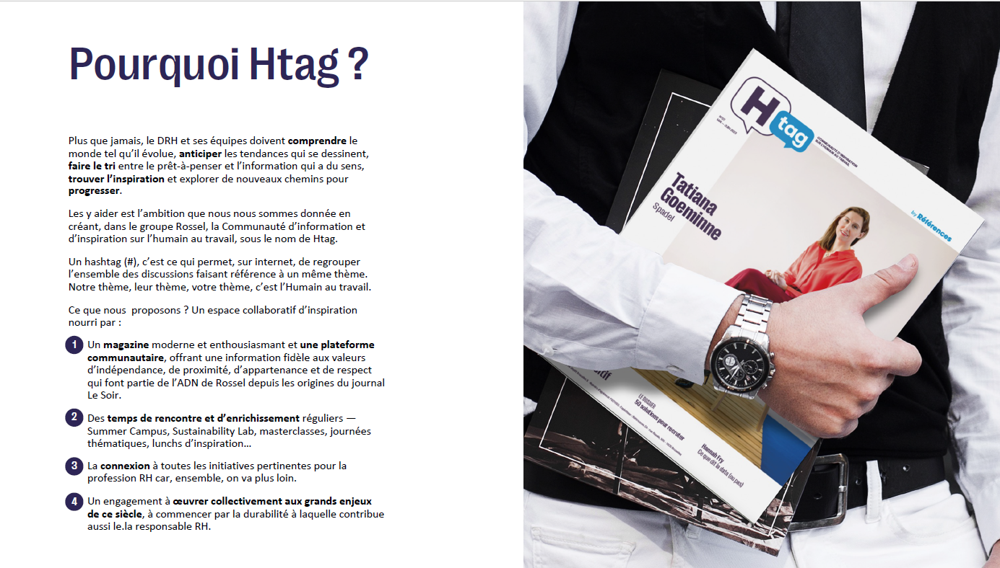 Pourquoi Htag ?
Plus que jamais, le DRH et ses équipes doivent comprendre le
monde tel qu’il évolue, anticiper les tendances qui se dessinent,
faire le tri entre le prêt-à-penser et l’information qui a du sens,
trouver l’inspiration et explorer de nouveaux chemins pour
progresser.
Les y aider est l’ambition que nous nous sommes donnée en
créant, dans le groupe Rossel, la Communauté d’information et
d’inspiration sur l’humain au travail, sous le nom de Htag.
Un hashtag (#), c’est ce qui permet, sur internet, de regrouper
l’ensemble des discussions faisant référence à un même thème.
Notre thème, leur thème, votre thème, c’est l’Humain au travail.
Ce que nous  proposons ? Un espace collaboratif d’inspiration
nourri par :
1 Un magazine moderne et enthousiasmant et une plateforme
communautaire, offrant une information fidèle aux valeurs
d’indépendance, de proximité, d’appartenance et de respect
qui font partie de l’ADN de Rossel depuis les origines du journal
Le Soir.
2 Des temps de rencontre et d’enrichissement réguliers —
Summer Campus, Sustainability Lab, masterclasses, journées
thématiques, lunchs d’inspiration…
3 La connexion à toutes les initiatives pertinentes pour la
profession RH car, ensemble, on va plus loin.
4 Un engagement à œuvrer collectivement aux grands enjeux
de ce siècle, à commencer par la durabilité à laquelle contribue
aussi le.la responsable RH.
H tag
COMMUNAUTÉ D’INSPIRATION
SUR L’HUMAIN AU TRAVAIL
Tatiana
Goeminne
Spadel
by Références
LE DOSSIER
50 solutions pour recruter
Hannah Fry
Ce que dit la data (ou pas)